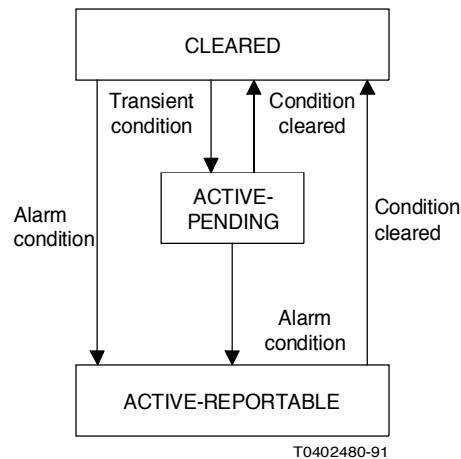 CLEARED
Transient
condition
Condition
cleared
ACTIVE-
PENDING
Alarm
condition
Condition
cleared
Alarm
condition
ACTIVE-REPORTABLE
T0402480-91